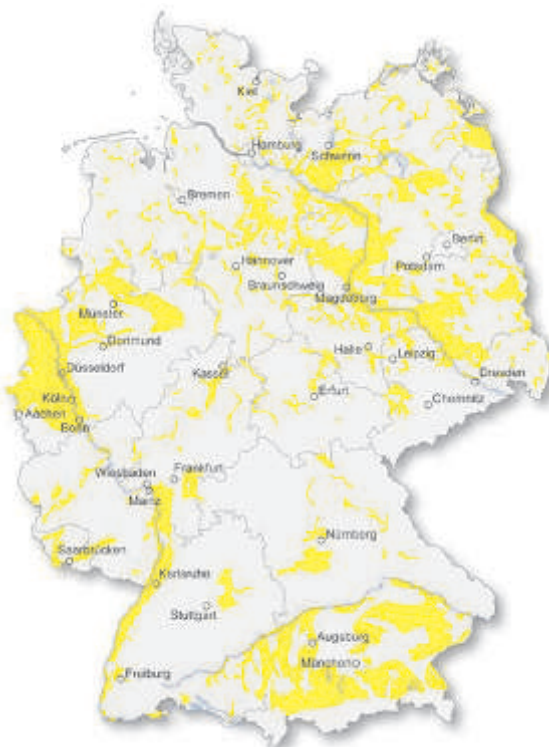 Kiel
Hamburg
Schwerin
Bremen
Berlin
Potsdam
Hannover
Braunschweig
Magdeburg
Münster
Dortmund
Halle
Leipzig
Düsseldorf
Kassel
Dresden
Köln
Erfurt
Chemnitz
Aachen
Bonn
Wiesbaden
Frankfurt
Mainz
Nürnberg
Saarbrücken
Karlsruhe
Stuttgart
Augsburg
München
Freiburg